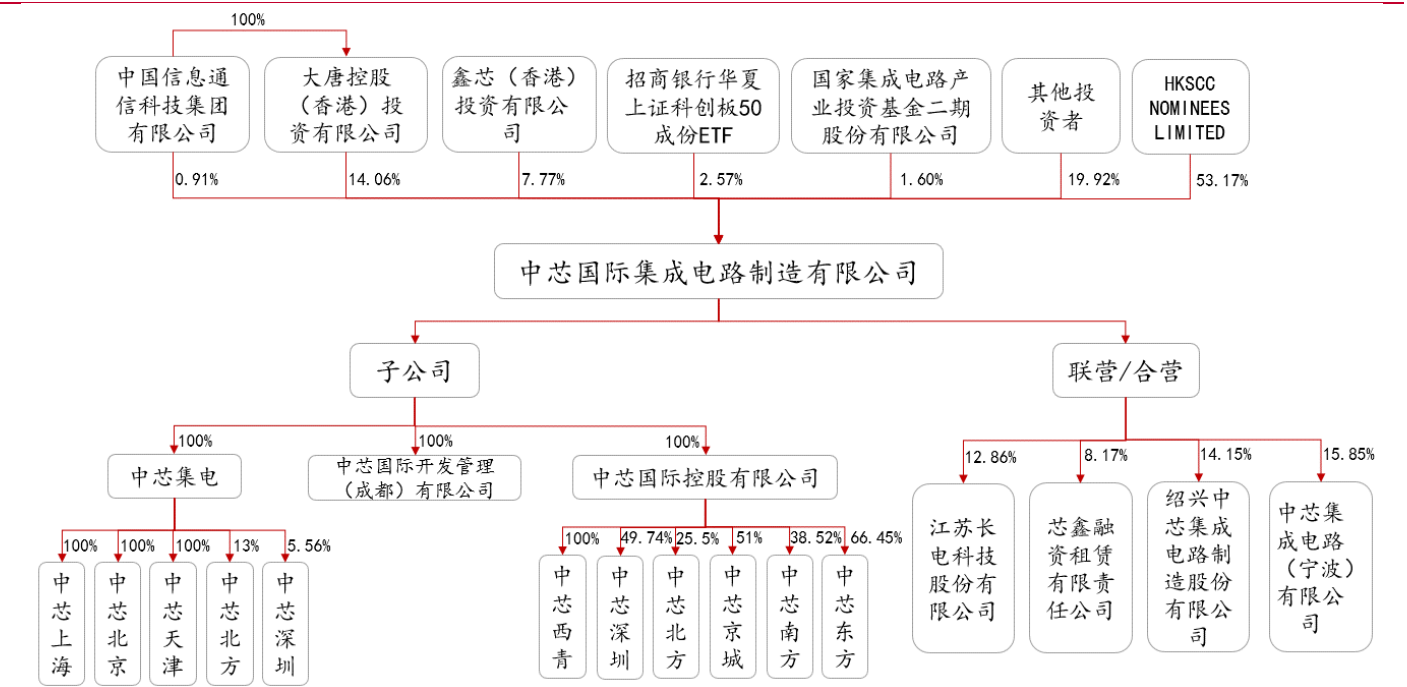 100%
中国信息通
信科技集团
有限公司
大唐控股
（香港）投
资有限公司
鑫芯（香港）
投资有限公
司
招商银行华夏
上证科创板50
成份ETF
国家集成电路产
业投资基金二期
股份有限公司
其他投
资者
HKSCC
NOMINEES
LIMITED
0.91%
14.06%
7.77%
2.57%
1.60%
19.92%
53.17%
中芯国际集成电路制造有限公司
子公司
联营/合营
100%
100%
100%
中芯集电
中芯国际开发管理
（成都）有限公司
中芯国际控股有限公司
12.86%
8.17%
14.15%
15.85%
江苏长
电科技
股份有
限公司
芯鑫融
资租赁
有限责
任公司
绍兴中
芯集成
电路制
造股份
有限公
司
中芯集
成电路
（宁波）
有限公
司
100%
100%
100%
13%
5.56%
中芯上海
中芯北京
中芯天津
中芯北方
中芯深圳
100%
49.74%
25.5%
51%
38.52%
66.45%
中芯西青
中芯深圳
中芯北方
中芯京城
中芯南方
中芯东方